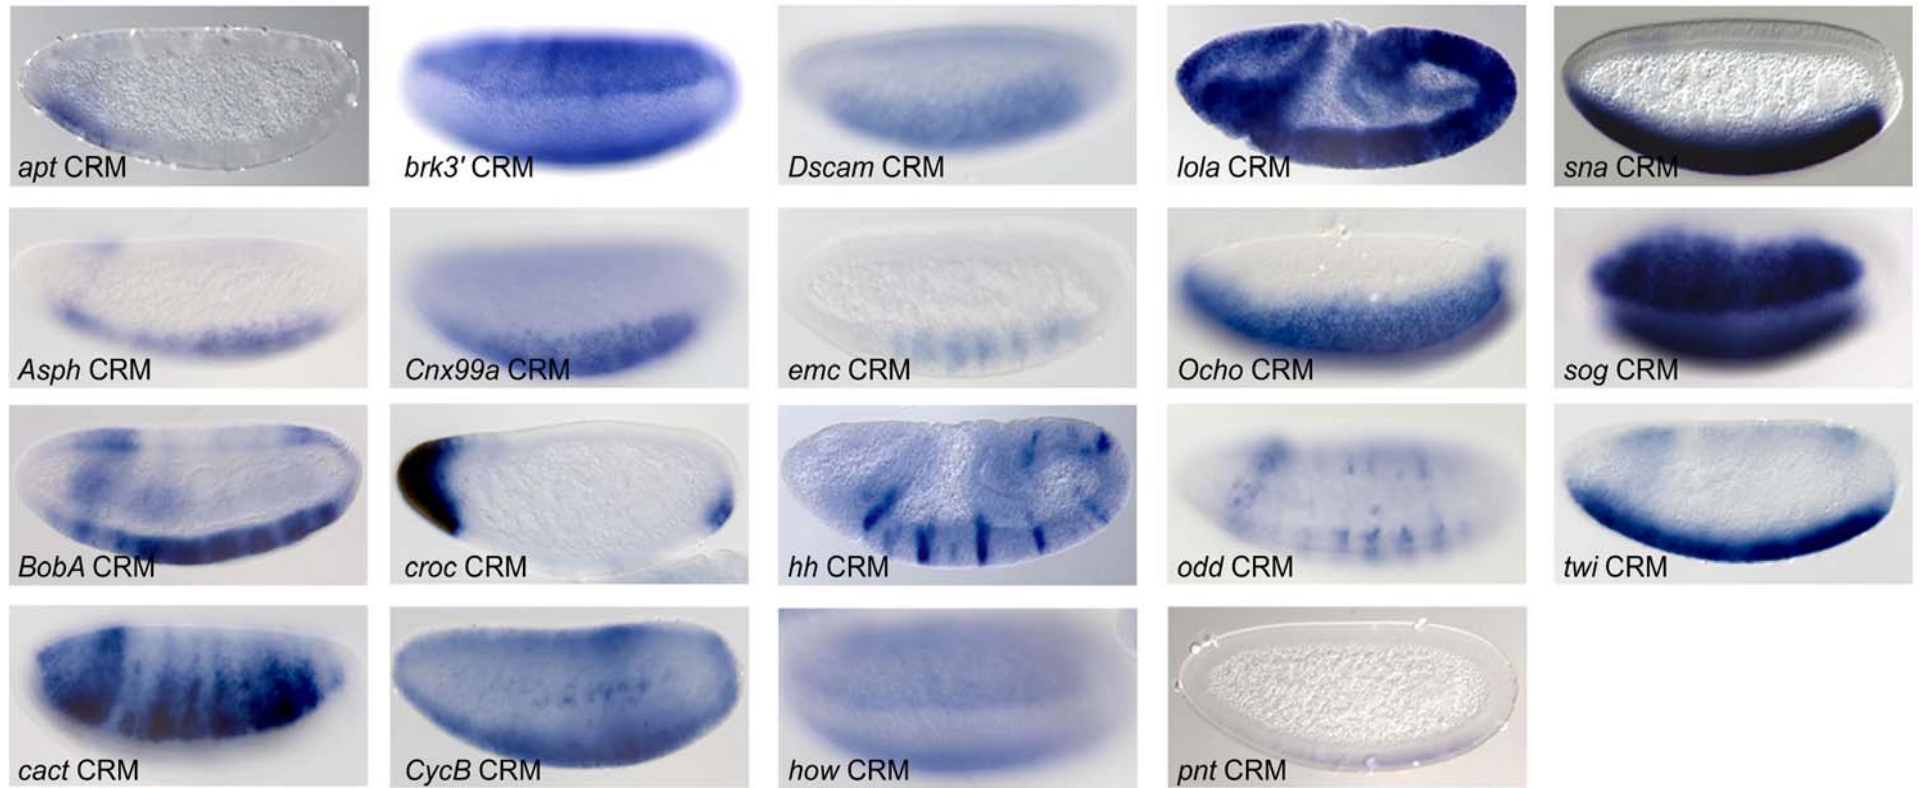 apt CRM
brk3' CRM
Dscam CRM
lola CRM
sna CRM
Asph CRM
Cnx99a CRM
emc CRM
Ocho CRM
sog CRM
BobA CRM
croc CRM
hh CRM
odd CRM
twi CRM
cact CRM
CycB CRM
how CRM
pnt CRM